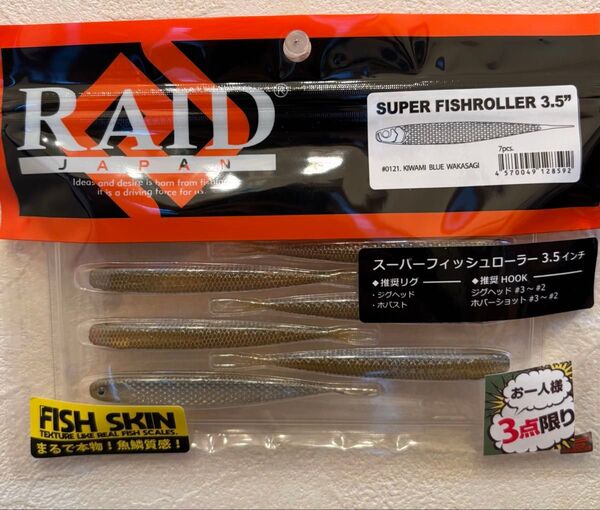 RAID®
JAPAN
Ideas and desire is born from fishing,
it is a driving force for its.
SUPER FISHROLLER 3.5”
7pcs.
#0121. KIWAMI BLUE WAKASAGI
4 570049 128592
スーパーフィッシュローラー 3.5インチ
◆推奨リグ
・ジグヘッド
・ホバスト
◆推奨 HOOK
ジグヘッド #3～#2
ホバーショット #3～#2
FISH SKIN
TEXTURE LIKE REAL FISH SCALES.
まるで本物！魚鱗質感！
お一人様
3点限り